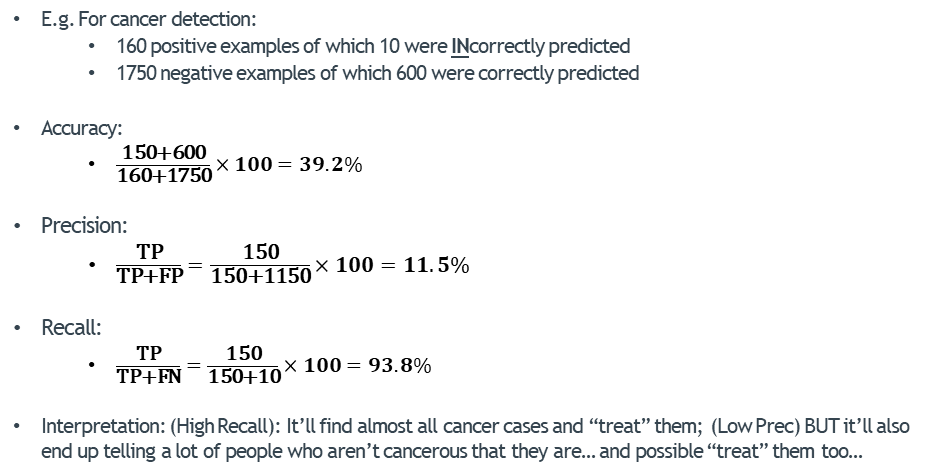 • E.g. For cancer detection:
• 160 positive examples of which 10 were INcorrectly predicted
• 1750 negative examples of which 600 were correctly predicted
• Accuracy:
• 150+600 / 160+1750 × 100 = 39.2%
• Precision:
• TP / TP+FP = 150 / 150+1150 × 100 = 11.5%
• Recall:
• TP / TP+FN = 150 / 150+10 × 100 = 93.8%
• Interpretation: (High Recall): It’ll find almost all cancer cases and “treat” them; (Low Prec) BUT it’ll also
end up telling a lot of people who aren’t cancerous that they are... and possible “treat” them too...